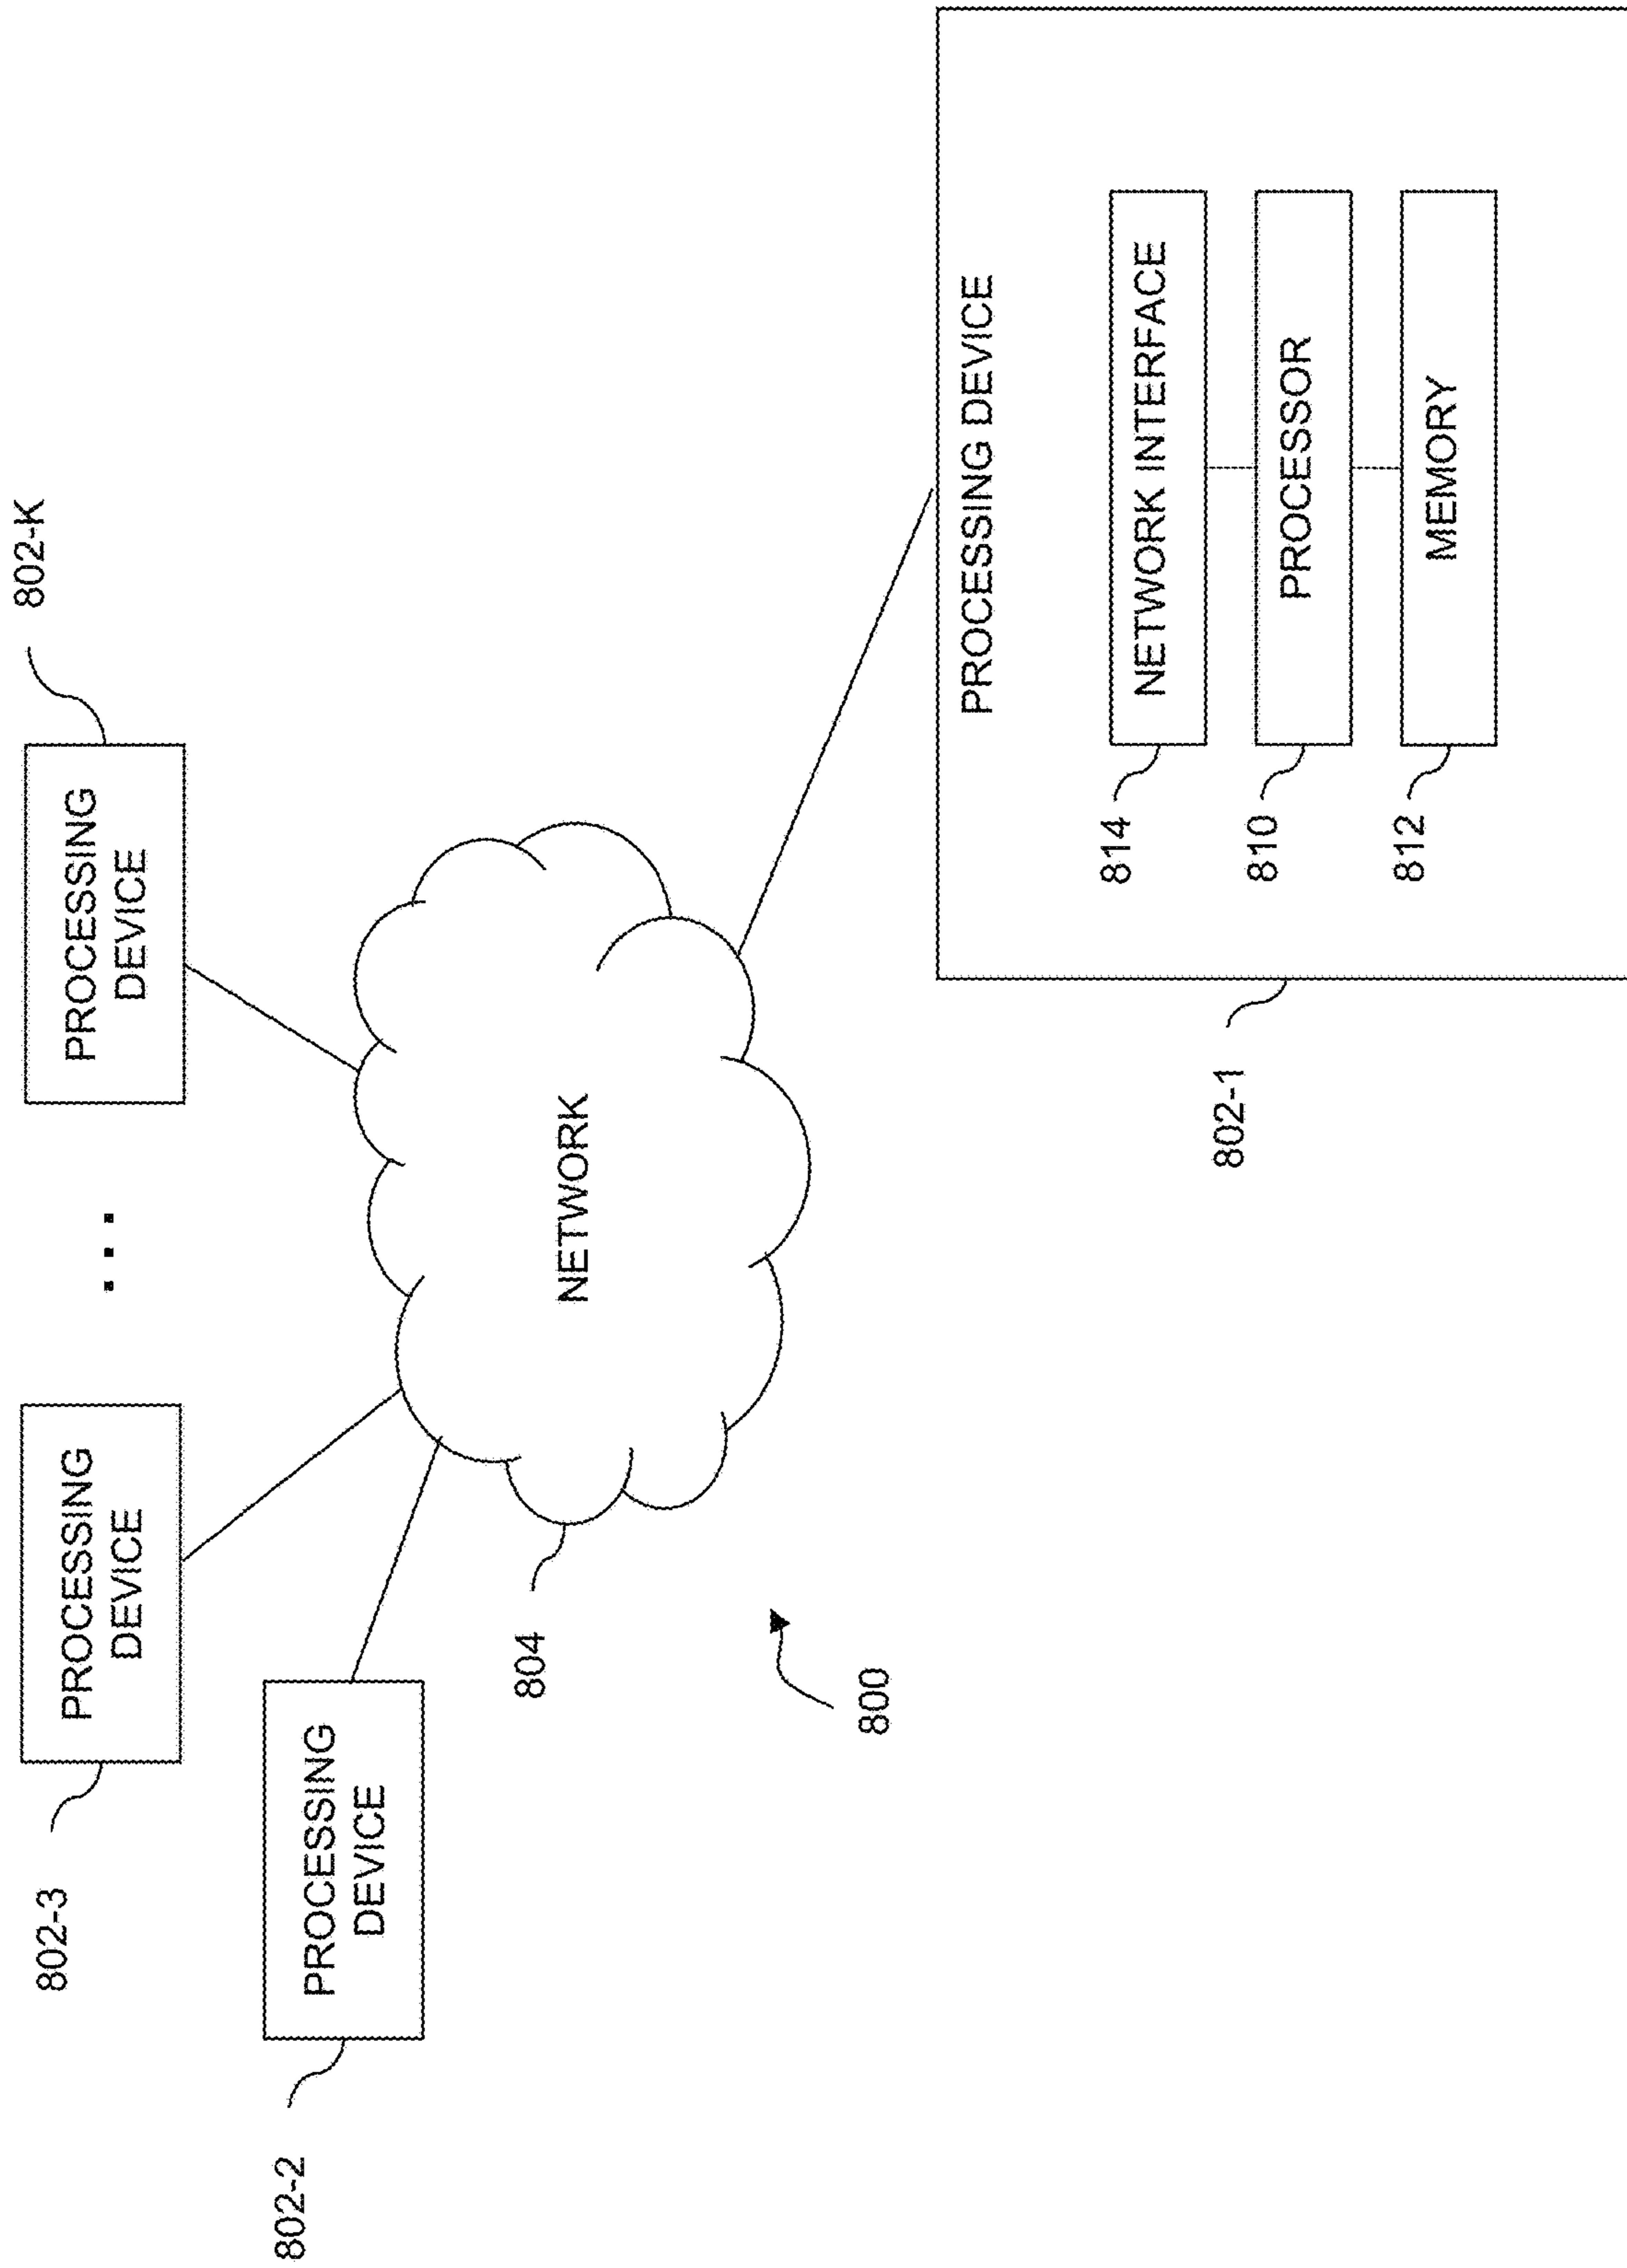 802-2
PROCESSING
DEVICE
802-3
PROCESSING
DEVICE
...
PROCESSING
DEVICE
802-K
804
NETWORK
800
802-1
PROCESSING DEVICE
814
NETWORK INTERFACE
810
PROCESSOR
812
MEMORY